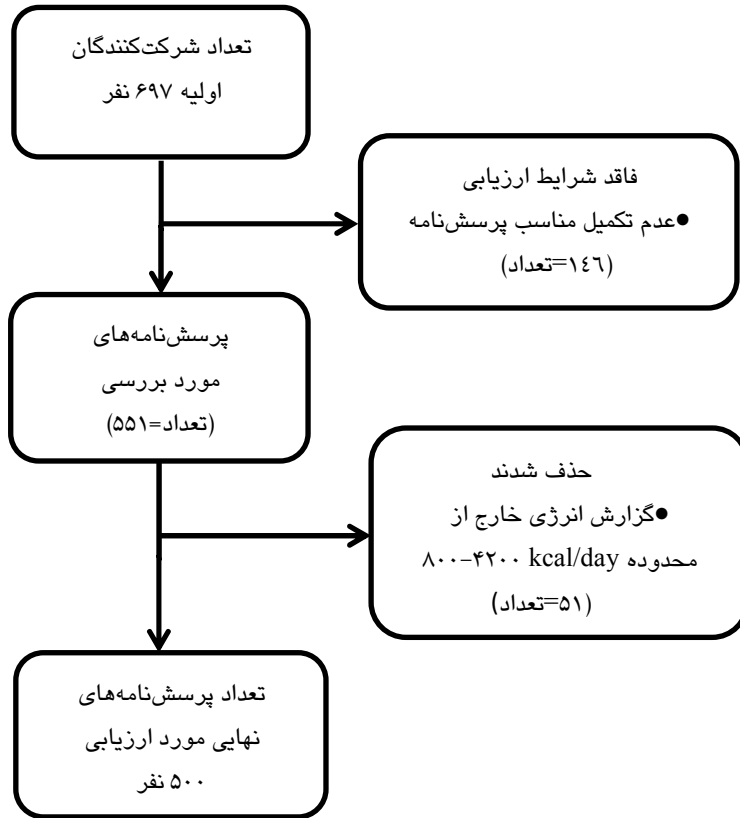 تعداد شرکت‌کنندگان
اولیه ۶۹۷ نفر
فاقد شرایط ارزیابی
●عدم تکمیل مناسب پرسش‌نامه
(١٤٦=تعداد)
پرسش‌نامه‌های
مورد بررسی
(تعداد=۵۵۱)
حذف شدند
●گزارش انرژی خارج از
محدوده ۸۰۰-۴۲۰۰ kcal/day
(۵۱=تعداد)
تعداد پرسش‌نامه‌های
نهایی مورد ارزیابی
۵۰۰ نفر